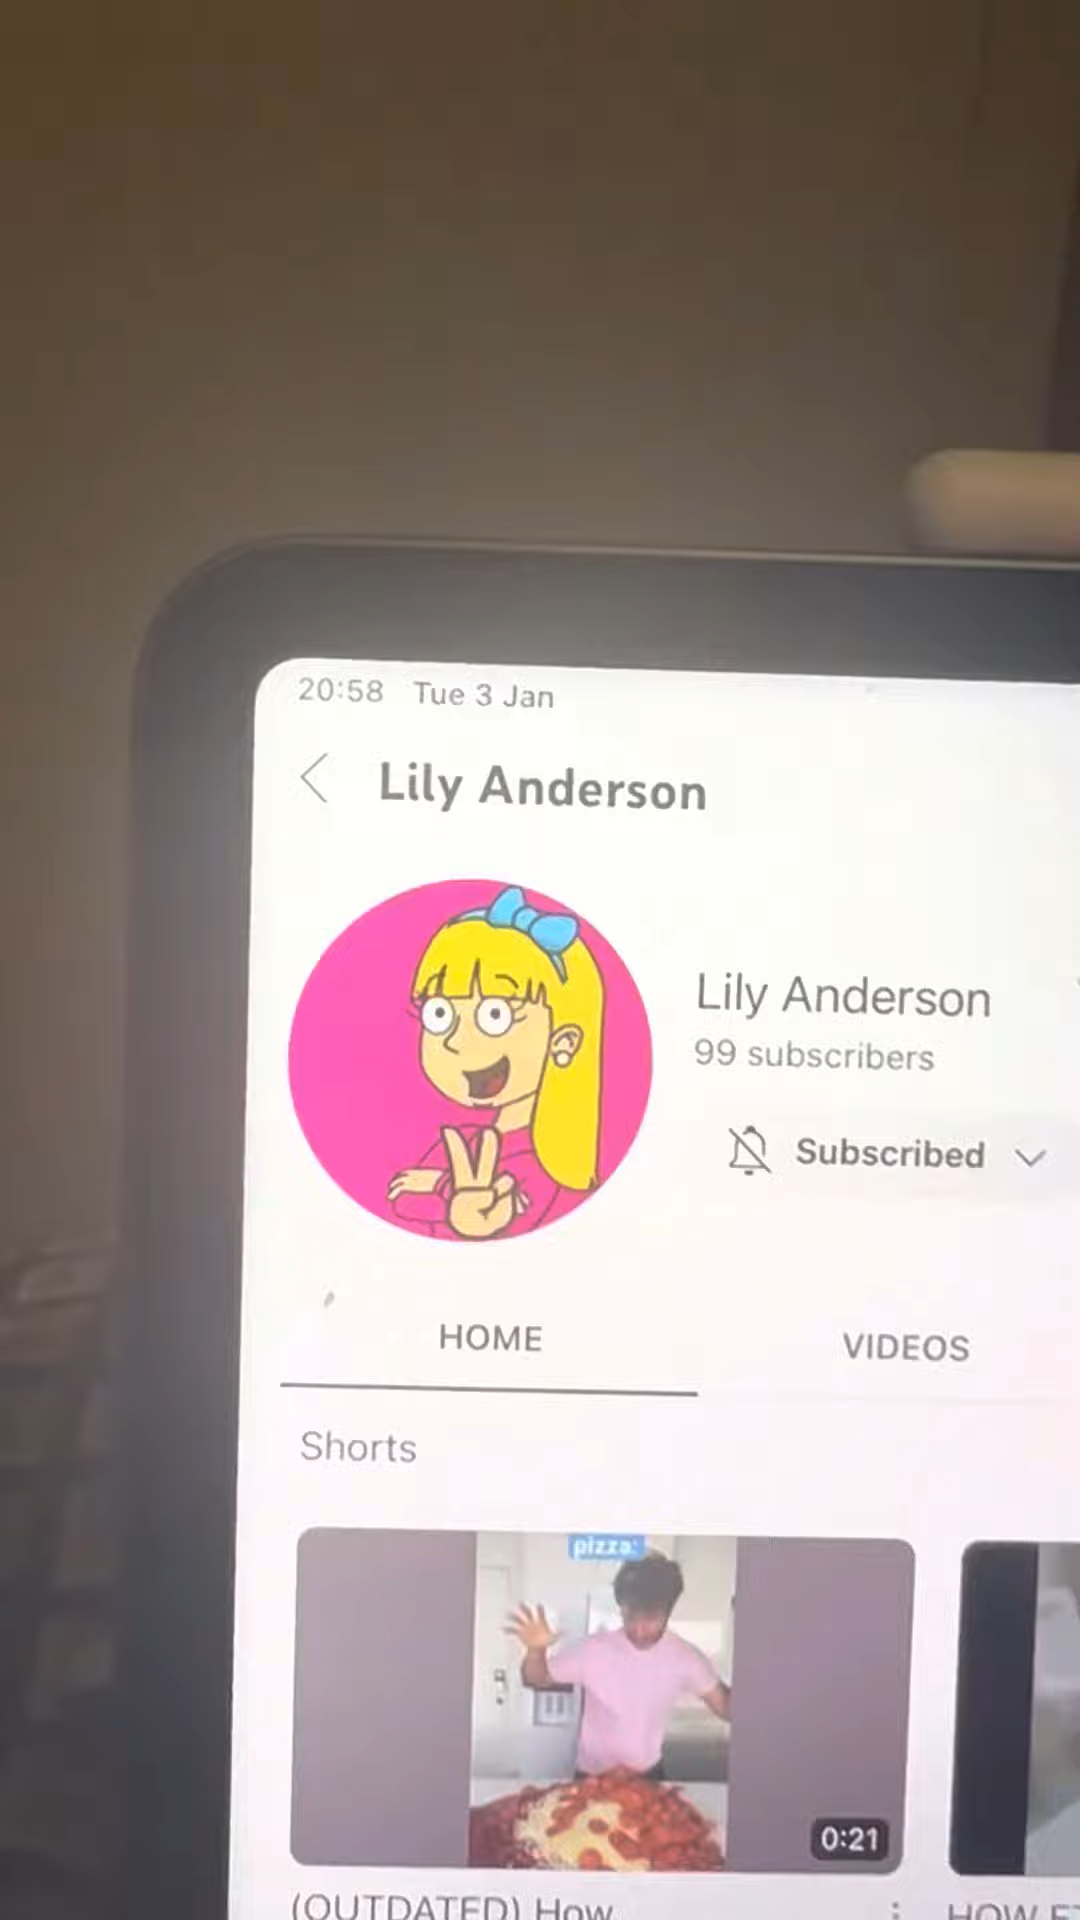 20:58 Tue 3 Jan
Lily Anderson
Lily Anderson
99 subscribers
Subscribed
HOME VIDEOS
Shorts
pizza:
0:21
(OUTDATED) How
HOW